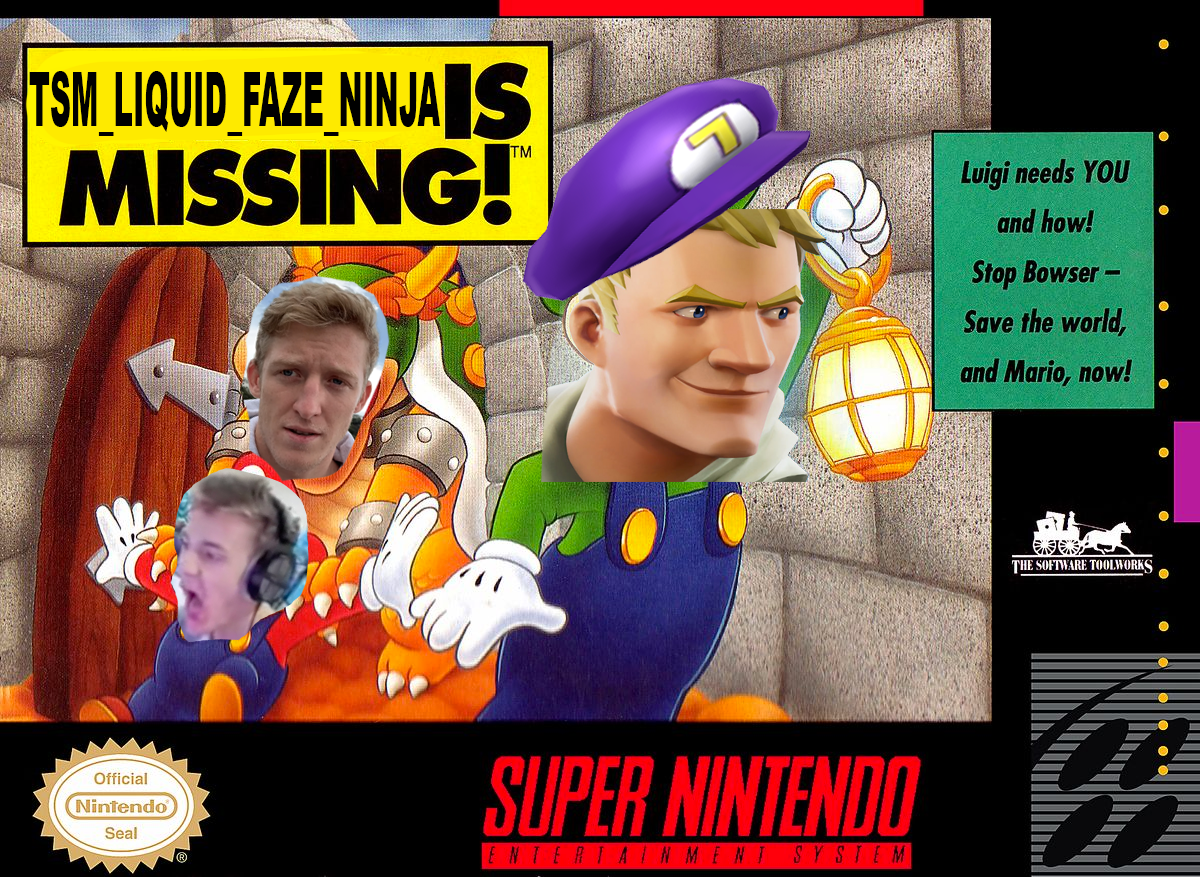 TSM_LIQUID_FAZE_NINJA IS
MISSING!™
Luigi needs YOU
and how!
Stop Bowser –
Save the world,
and Mario, now!
THE SOFTWARE TOOLWORKS
Official
Nintendo®
Seal
®
SUPER NINTENDO
ENTERTAINMENT SYSTEM